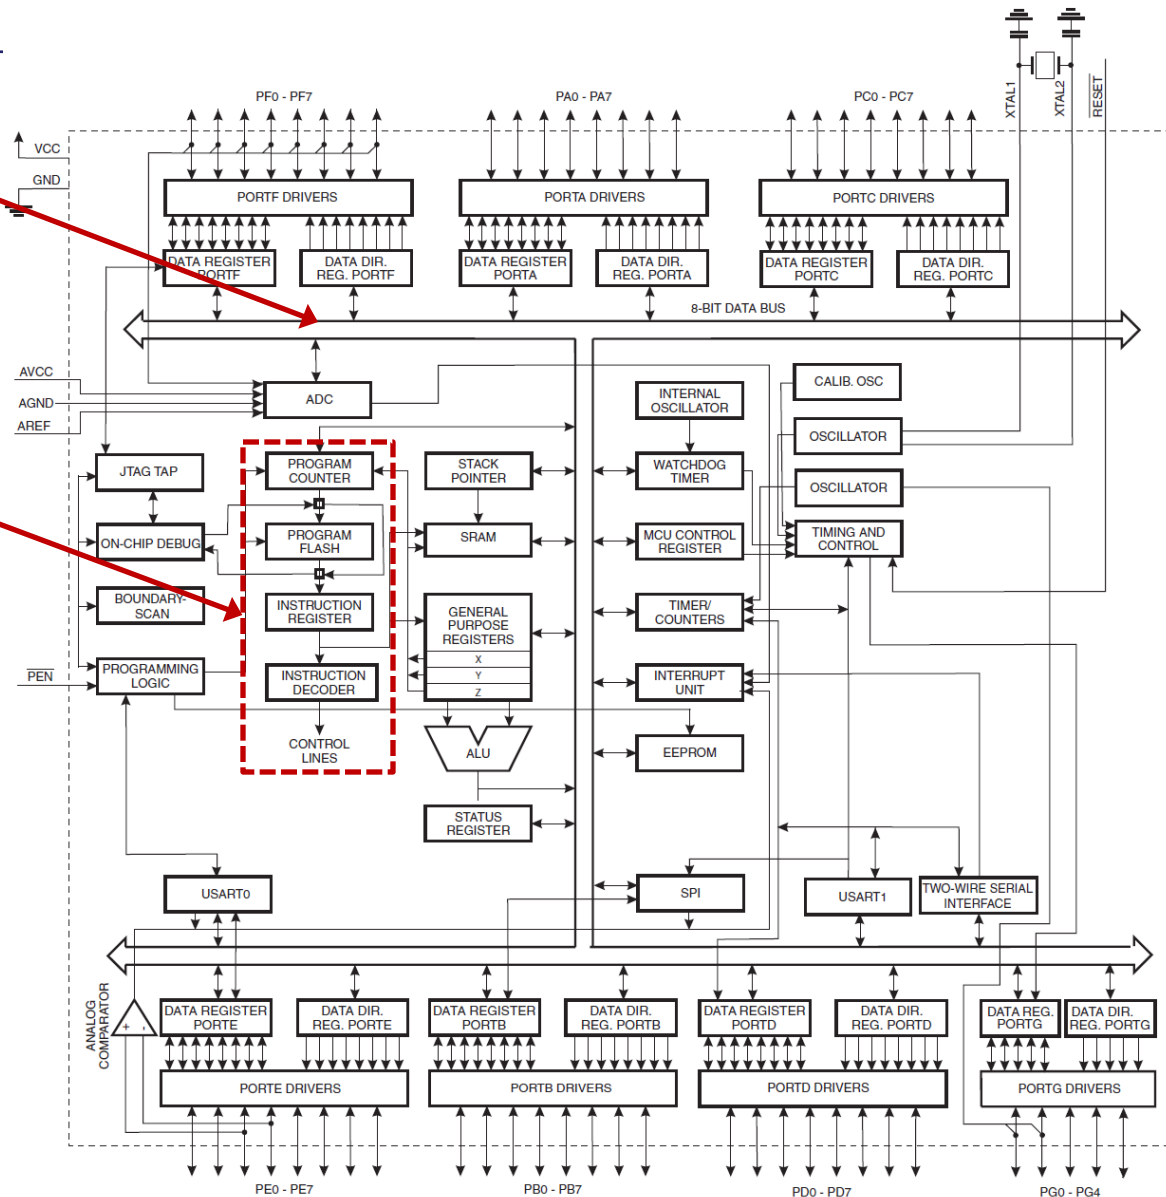 PF0 - PF7
PA0 - PA7
PC0 - PC7
XTAL1
XTAL2
RESET
VCC
GND
PORTF DRIVERS
PORTA DRIVERS
PORTC DRIVERS
DATA REGISTER
PORTF
DATA DIR.
REG. PORTF
DATA REGISTER
PORTA
DATA DIR.
REG. PORTA
DATA REGISTER
PORTC
DATA DIR.
REG. PORTC
8-BIT DATA BUS
AVCC
AGND
AREF
ADC
INTERNAL
OSCILLATOR
CALIB. OSC
OSCILLATOR
JTAG TAP
PROGRAM
COUNTER
STACK
POINTER
WATCHDOG
TIMER
OSCILLATOR
ON-CHIP DEBUG
PROGRAM
FLASH
SRAM
MCU CONTROL
REGISTER
TIMING AND
CONTROL
BOUNDARY-
SCAN
INSTRUCTION
REGISTER
GENERAL
PURPOSE
REGISTERS
X
Y
Z
TIMER/
COUNTERS
PEN
PROGRAMMING
LOGIC
INSTRUCTION
DECODER
INTERRUPT
UNIT
CONTROL
LINES
ALU
EEPROM
STATUS
REGISTER
USART0
SPI
USART1
TWO-WIRE SERIAL
INTERFACE
ANALOG
COMPARATOR
+
-
DATA REGISTER
PORTE
DATA DIR.
REG. PORTE
DATA REGISTER
PORTB
DATA DIR.
REG. PORTB
DATA REGISTER
PORTD
DATA DIR.
REG. PORTD
DATA REG.
PORTG
DATA DIR.
REG. PORTG
PORTE DRIVERS
PORTB DRIVERS
PORTD DRIVERS
PORTG DRIVERS
PE0 - PE7
PB0 - PB7
PD0 - PD7
PG0 - PG4